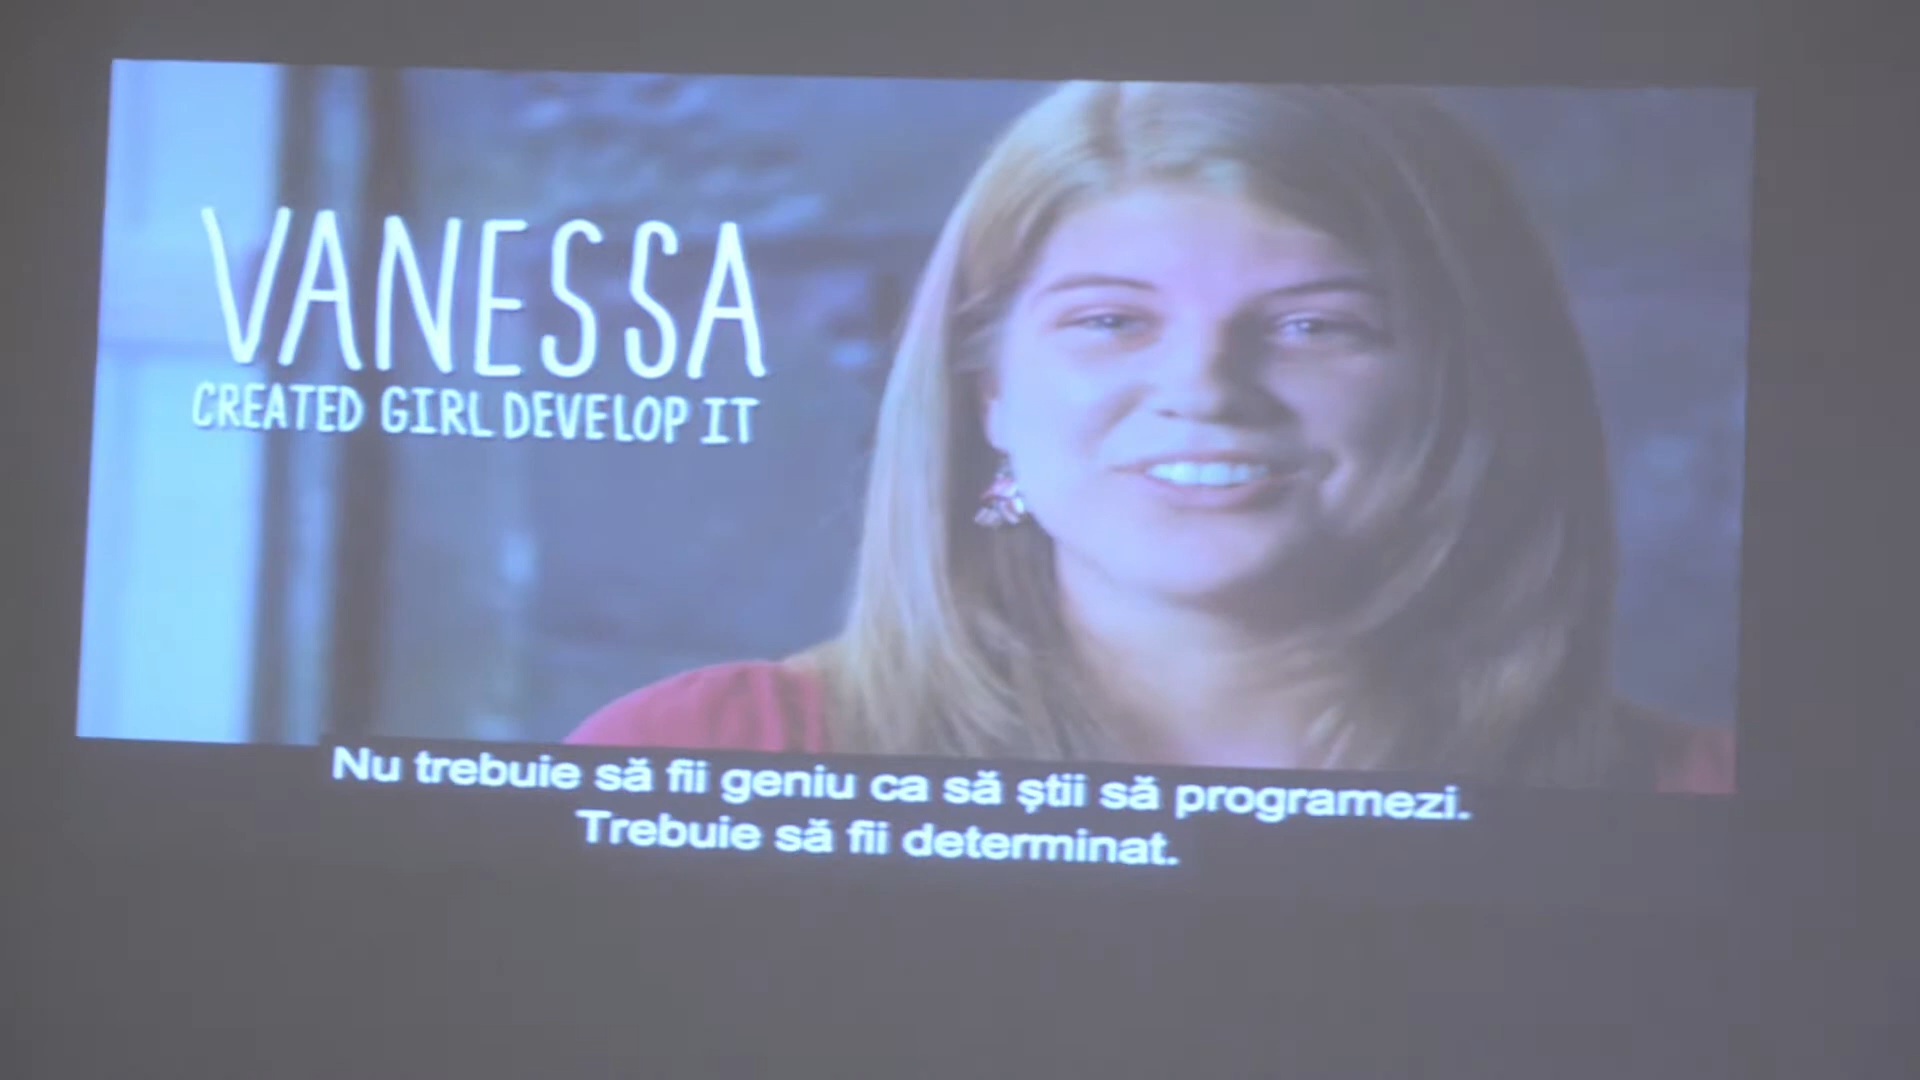 VANESSA
CREATED GIRL DEVELOP IT
Nu trebuie să fii geniu ca să știi să programezi.
Trebuie să fii determinat.